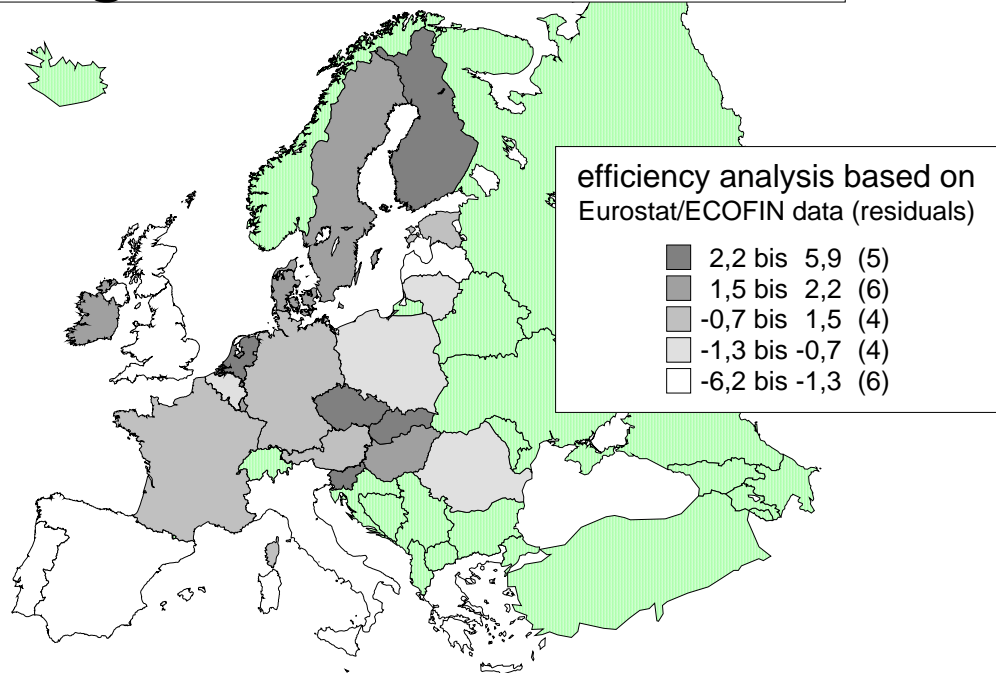 efficiency analysis based on
Eurostat/ECOFIN data (residuals)
2,2 bis 5,9 (5)
1,5 bis 2,2 (6)
-0,7 bis 1,5 (4)
-1,3 bis -0,7 (4)
-6,2 bis -1,3 (6)